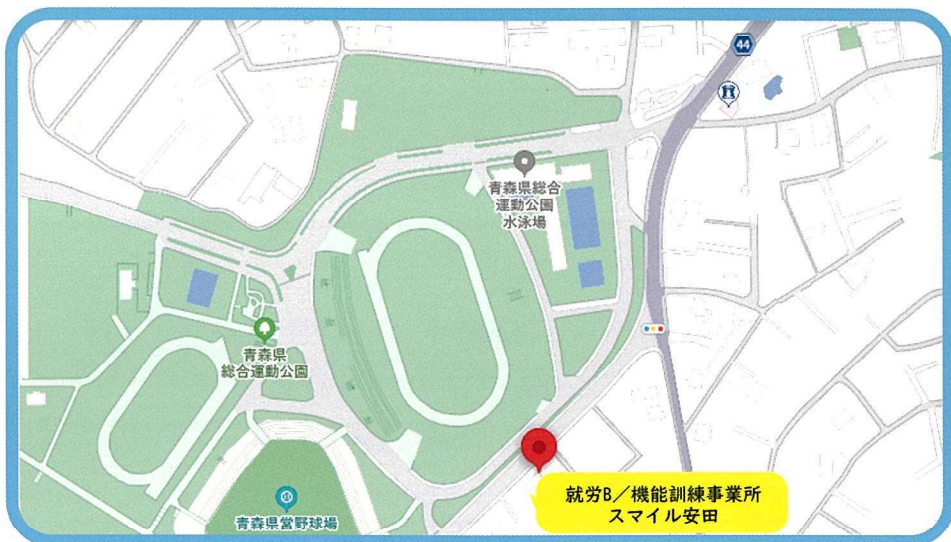 44
青森県総合
運動公園
水泳場
青森県
総合運動公園
青森県営野球場
就労B/機能訓練事業所
スマイル安田